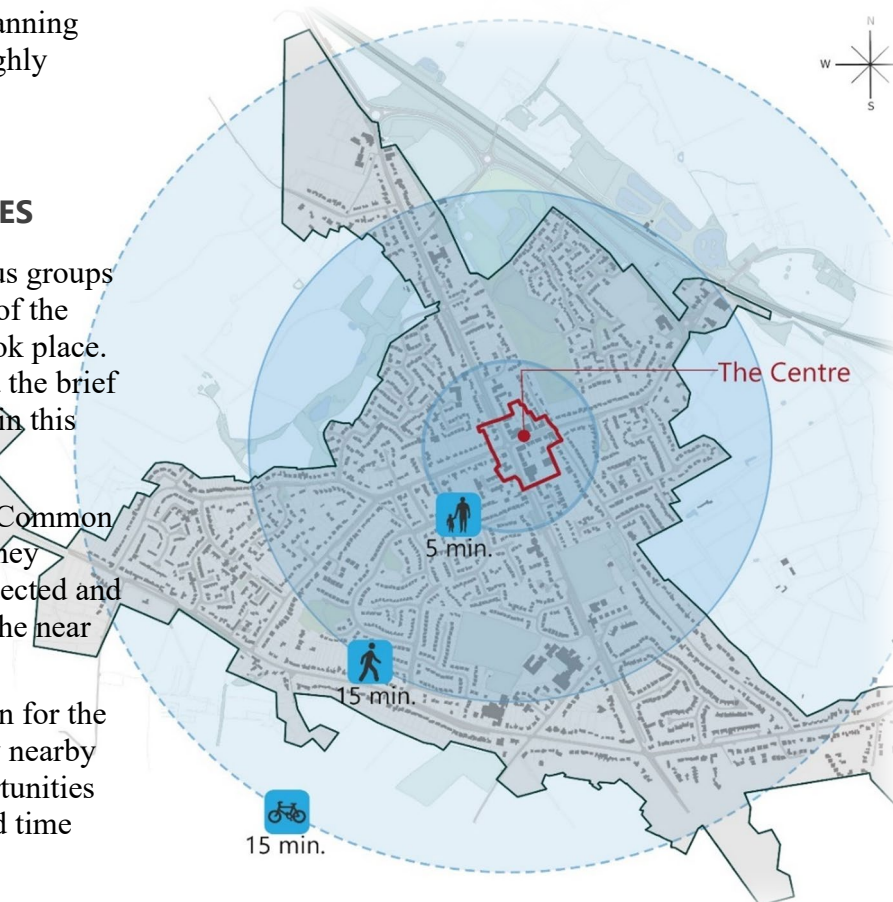 anning
ghly
ES
us groups
of the
ok place.
the brief
in this
Common
hey
ected and
he near
n for the
nearby
rtunities
d time
N
W
S
The Centre
5 min.
15 min.
15 min.